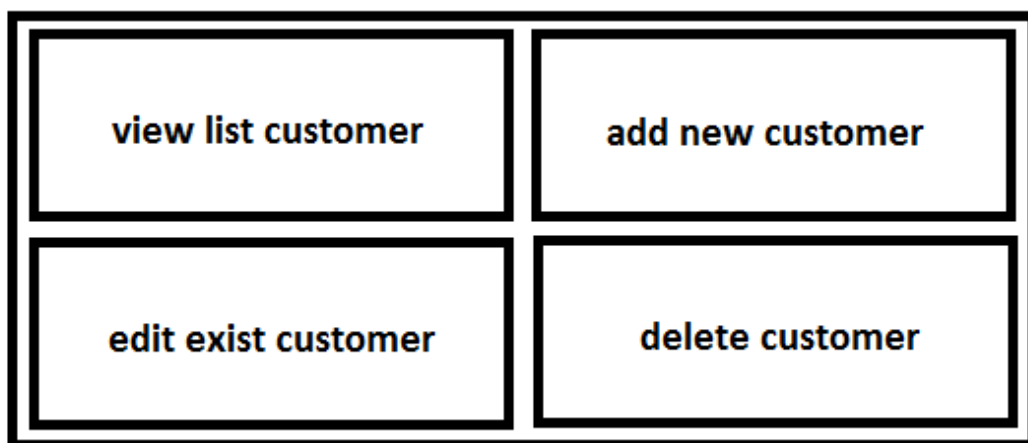 view list customer
add new customer
edit exist customer
delete customer